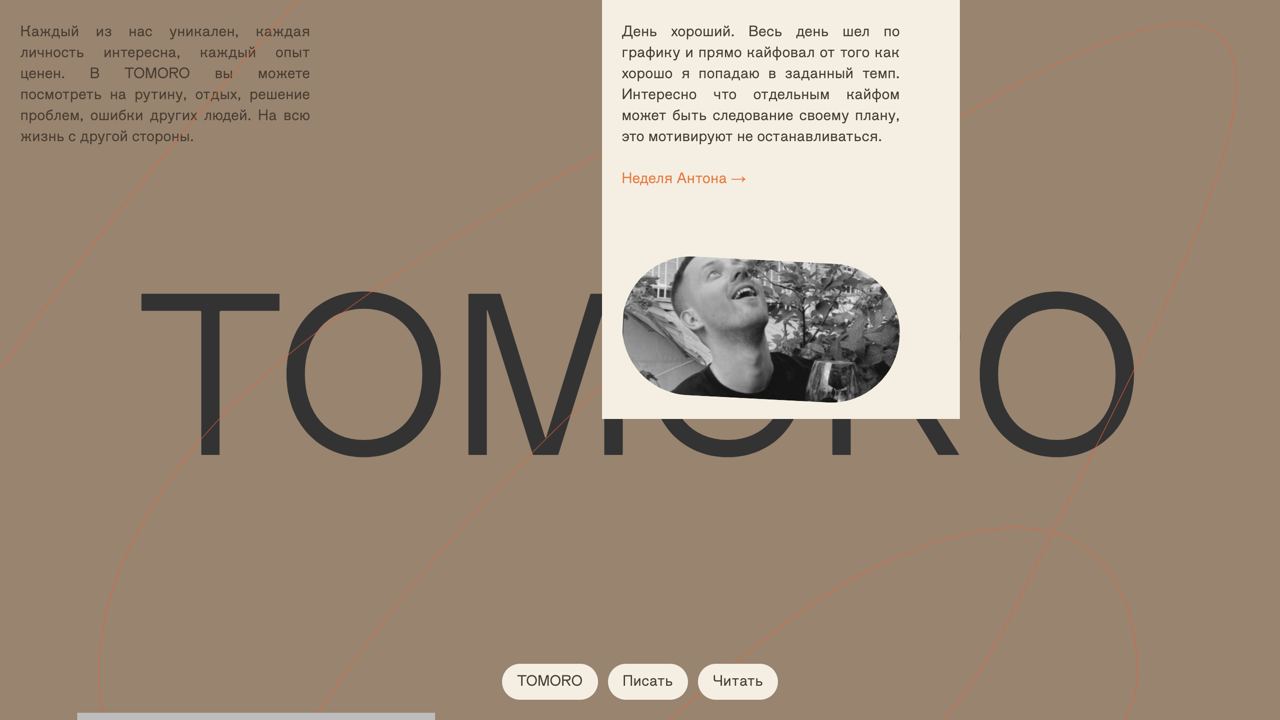 Каждый из нас уникален, каждая
личность интересна, каждый опыт
ценен. В TOMORO вы можете
посмотреть на рутину, отдых, решение
проблем, ошибки других людей. На всю
жизнь с другой стороны.
День хороший. Весь день шел по
графику и прямо кайфовал от того как
хорошо я попадаю в заданный темп.
Интересно что отдельным кайфом
может быть следование своему плану,
это мотивируют не останавливаться.
Неделя Антона →
TOMORO
TOMORO
Писать
Читать